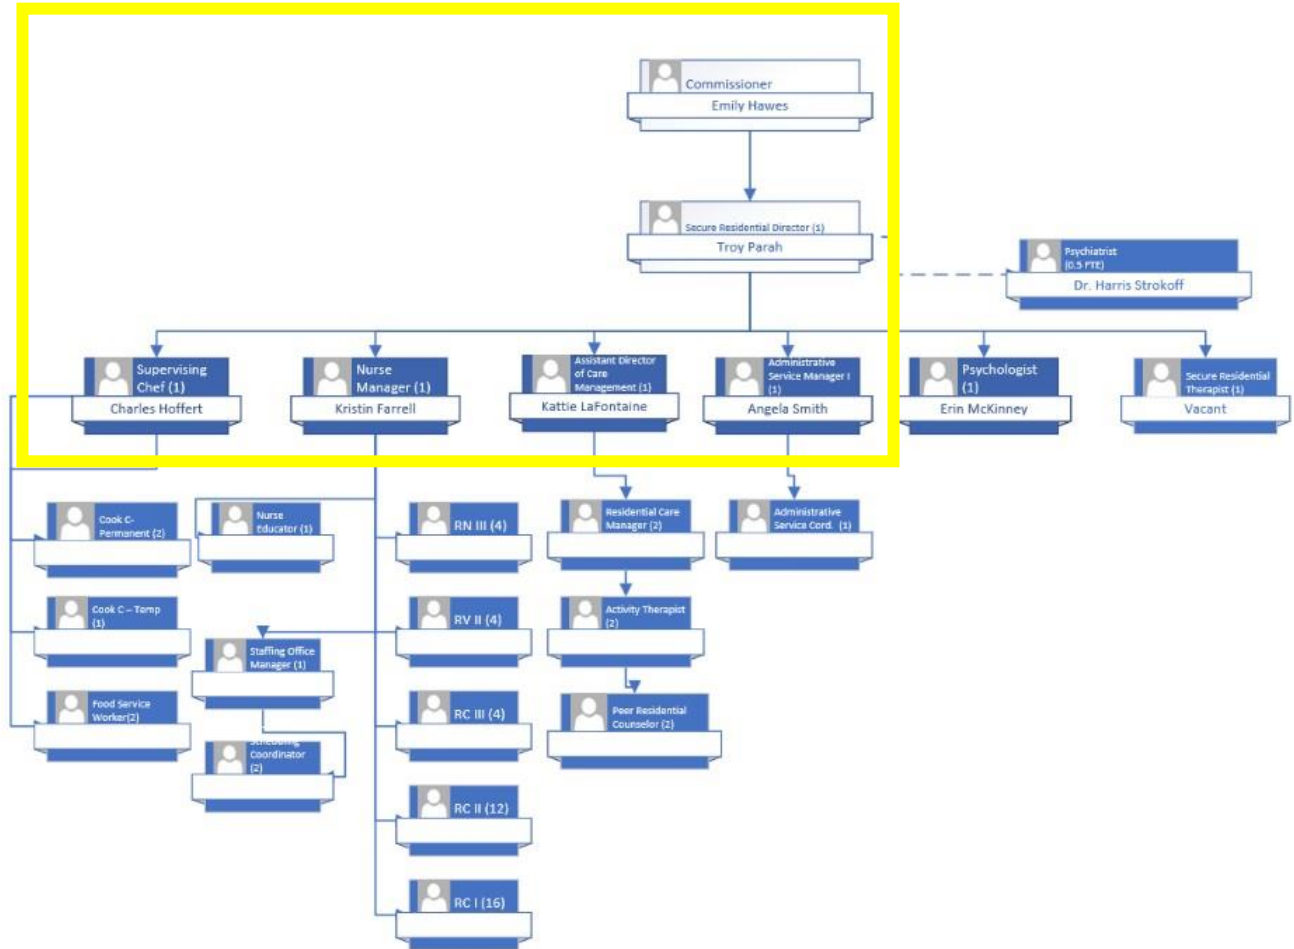 Commissioner
Emily Hawes
Secure Residential Director (1)
Troy Parah
Psychiatrist
(0.5 FTE)
Dr. Harris Strokoff
Supervising
Chef (1)
Charles Hoffert
Nurse
Manager (1)
Kristin Farrell
Assistant Director
of Care
Management (1)
Kattie LaFontaine
Administrative
Service Manager I
(1)
Angela Smith
Psychologist
(1)
Erin McKinney
Secure Residential
Therapist (1)
Vacant
Cook C-
Permanent (2)
Nurse
Educator (1)
RN III (4)
Residential Care
Manager (2)
Administrative
Service Cord. (1)
Cook C – Temp
(1)
Staffing Office
Manager (1)
RV II (4)
Activity Therapist
(2)
Food Service
Worker(2)
Scheduling
Coordinator
(2)
RC III (4)
Peer Residential
Counselor (2)
RC II (12)
RC I (16)